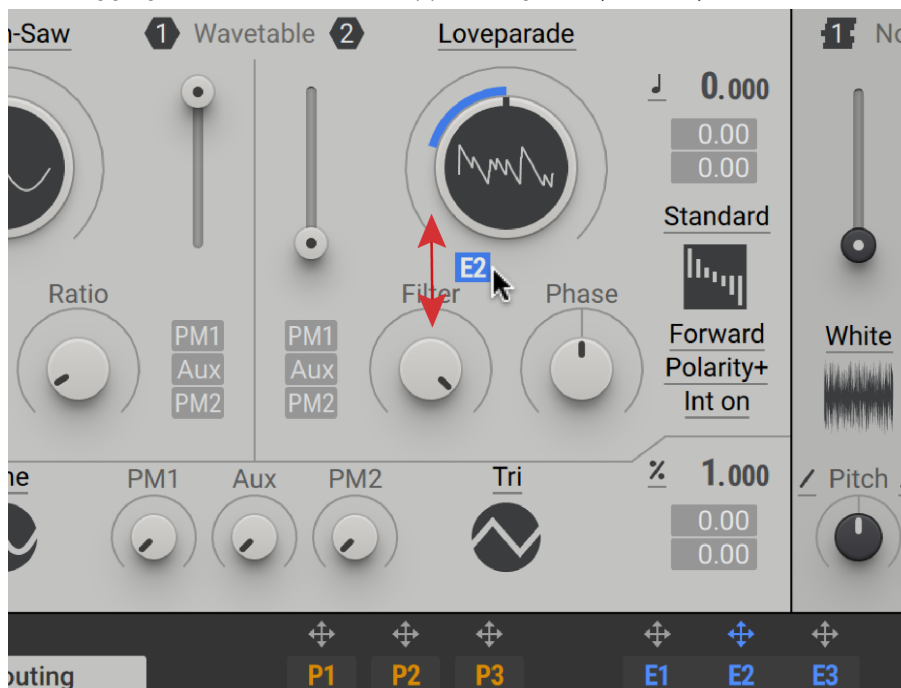 n-Saw
1 Wavetable 2
Loveparade
1 No
0.000
0.00
0.00
Standard
E2
Ratio
Filter
Phase
PM1
Aux
PM2
PM1
Aux
PM2
Forward
Polarity+
Int on
White
ne
PM1 Aux PM2
Tri
% 1.000
0.00
0.00
Pitch
outing
P1 P2 P3 E1 E2 E3